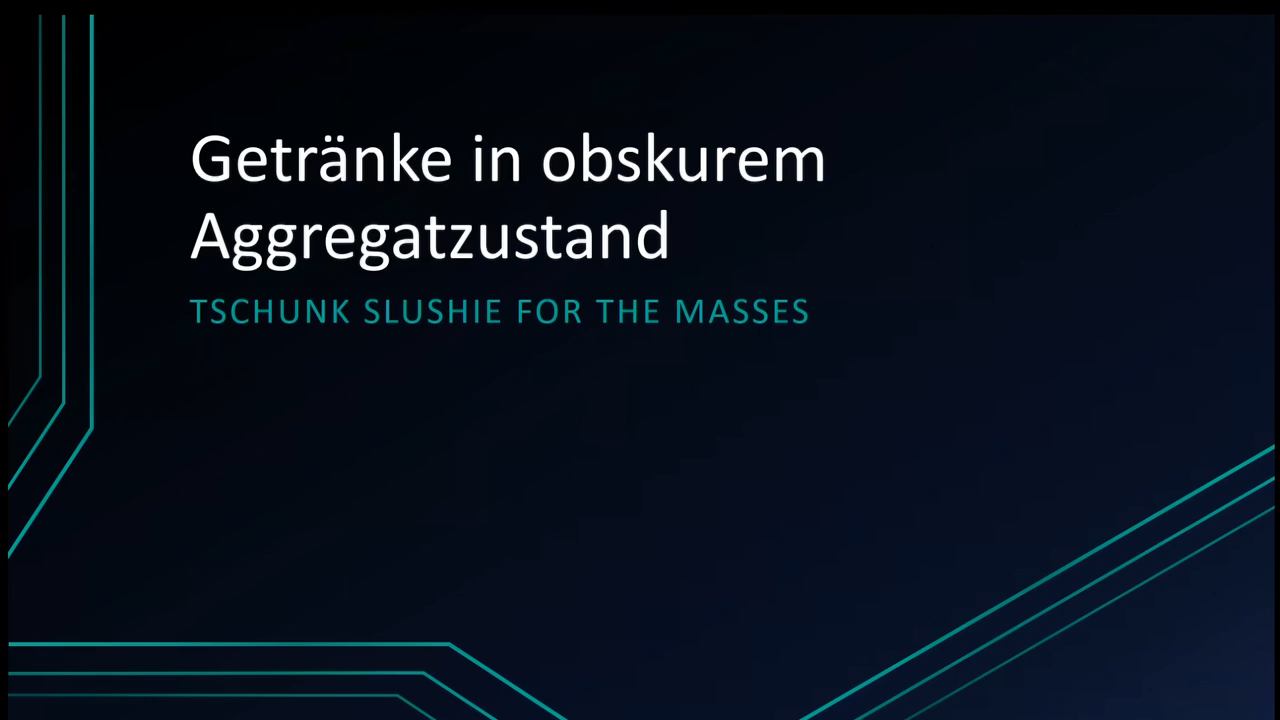 Getränke in obskurem
Aggregatzustand
TSCHUNK SLUSHIE FOR THE MASSES